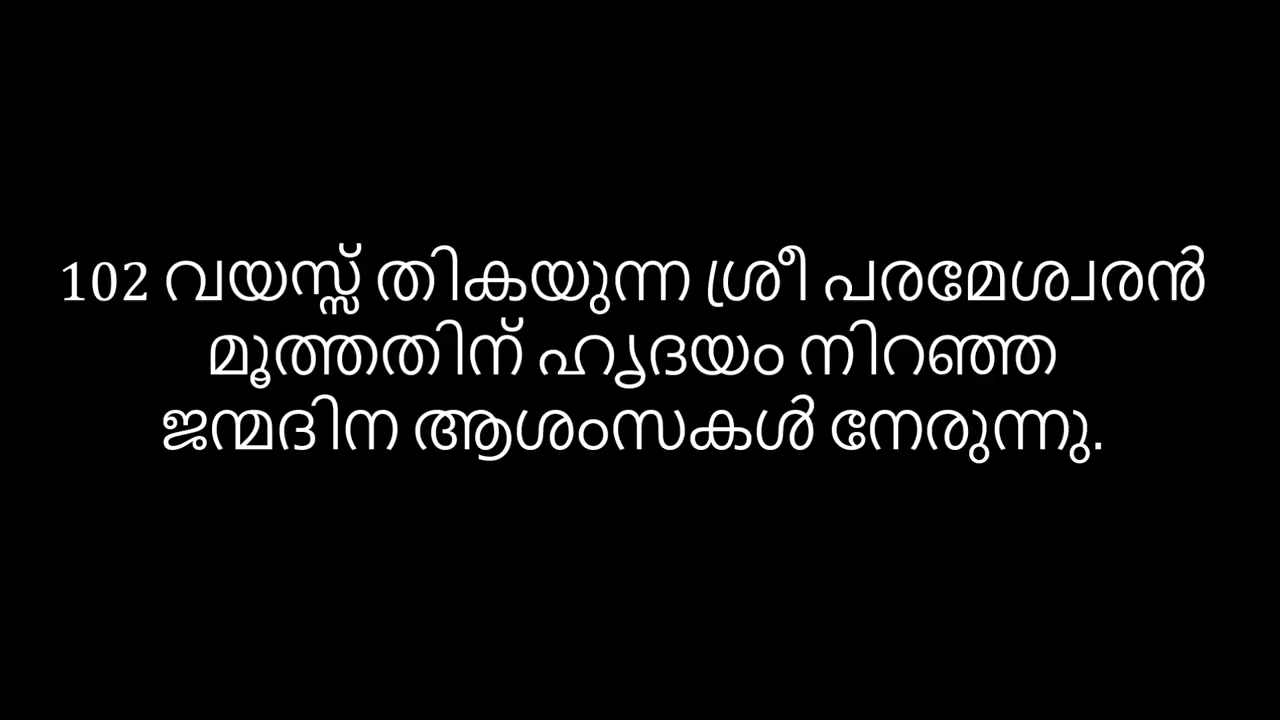 102 വയസ്സ് തികയുന്ന ശ്രീ പരമേശ്വരൻ
മൂത്തതിന് ഹൃദയം നിറഞ്ഞ
ജന്മദിന ആശംസകൾ നേരുന്നു.